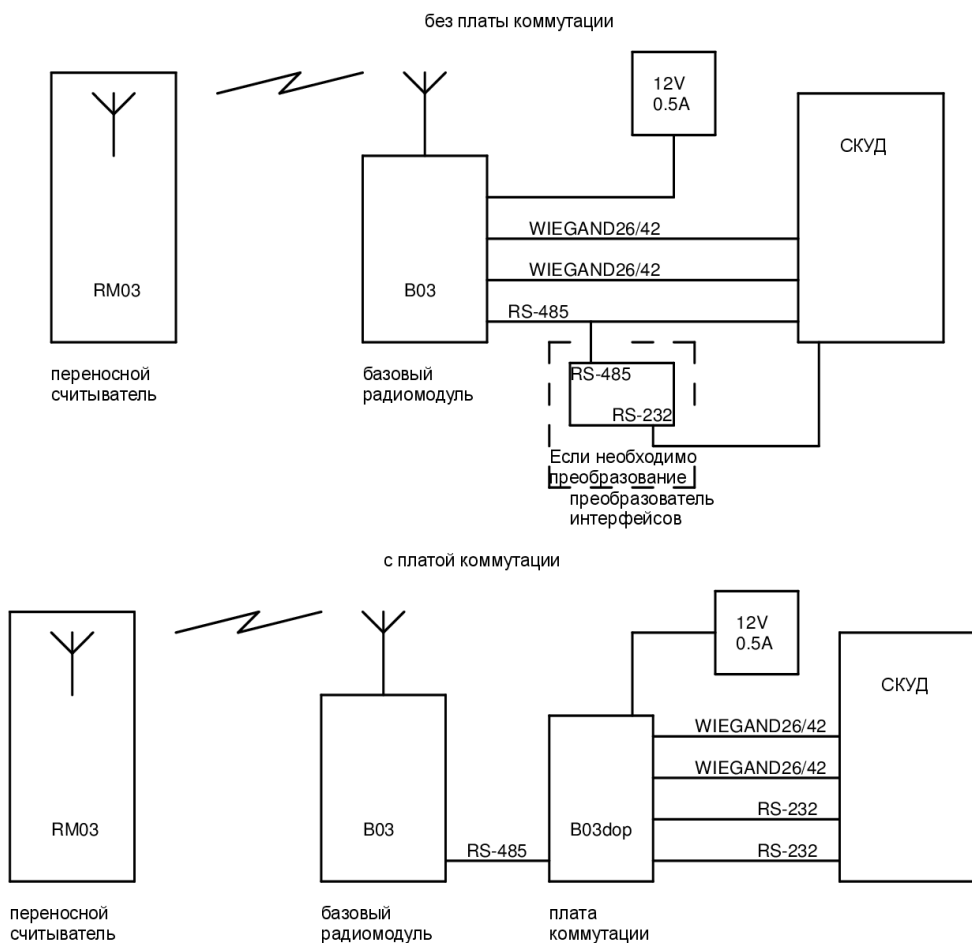 без платы коммутации
12V
0.5A
СКУД
WIEGAND26/42
WIEGAND26/42
RM03
B03
RS-485
переносной
считыватель
базовый
радиомодуль
RS-485
RS-232
Если необходимо
преобразование
преобразователь
интерфейсов
с платой коммутации
12V
0.5A
СКУД
WIEGAND26/42
WIEGAND26/42
RS-232
RM03
B03
B03dop
RS-485
RS-232
переносной
считыватель
базовый
радиомодуль
плата
коммутации